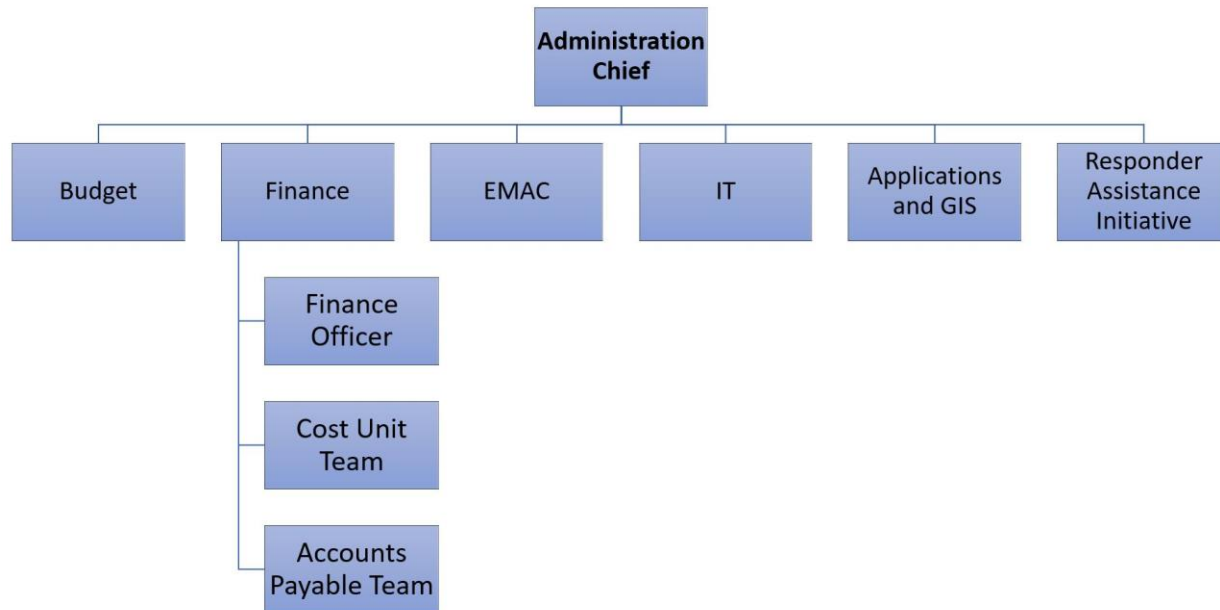 Administration
Chief
Budget
Finance
EMAC
IT
Applications
and GIS
Responder
Assistance
Initiative
Finance
Officer
Cost Unit
Team
Accounts
Payable Team